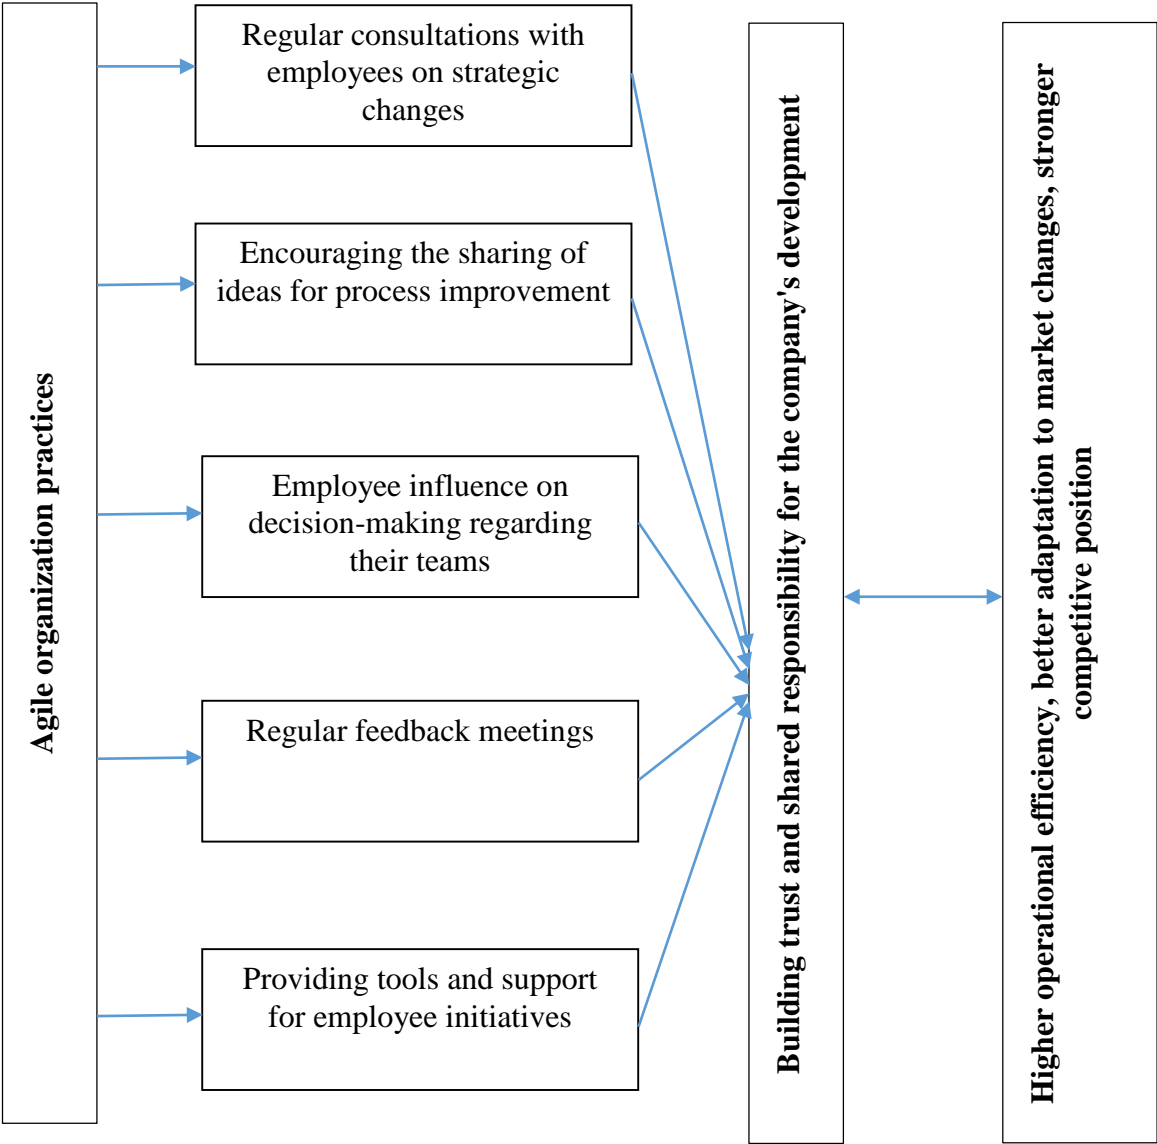 Agile organization practices
Regular consultations with
employees on strategic
changes
Encouraging the sharing of
ideas for process improvement
Employee influence on
decision-making regarding
their teams
Regular feedback meetings
Providing tools and support
for employee initiatives
Building trust and shared responsibility for the company's development
Higher operational efficiency, better adaptation to market changes, stronger
competitive position